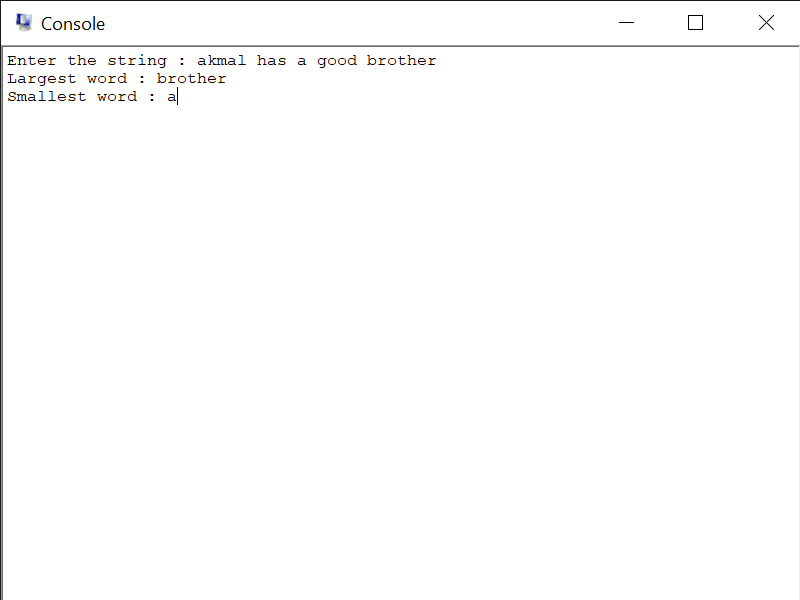 Console
Enter the string : akmal has a good brother
Largest word : brother
Smallest word : a